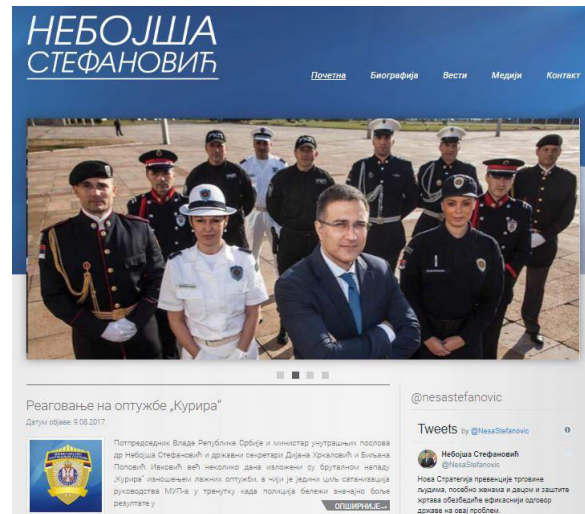 НЕБОЈША
СТЕФАНОВИЋ
Почетна Биографија Вести Медији Контакт
Реаговање на оптужбе „Курира“
Датум објаве: 9.08.2017.
Потпредседник Владе Републике Србије и министар унутрашњих послова
др Небојша Стефановић и државни секретари Дијана Хркаловић и Биљана
Поповић Ивковић већ неколико дана изложени су бруталном нападу
„Курира“ изношењем лажних оптужби, а чији је једини циљ сатанизација
руководства МУП-а у тренутку када полиција бележи значајно боље
резултате у
ОПШИРНИЈЕ
@nesastefanovic
Tweets by @NesaStefanovic
Небојша Стефановић
@NesaStefanovic
Нова Стратегија превенције трговине
људима, посебно женама и децом и заштите
жртава обезбедиће ефикаснији одговор
државе на овај проблем.